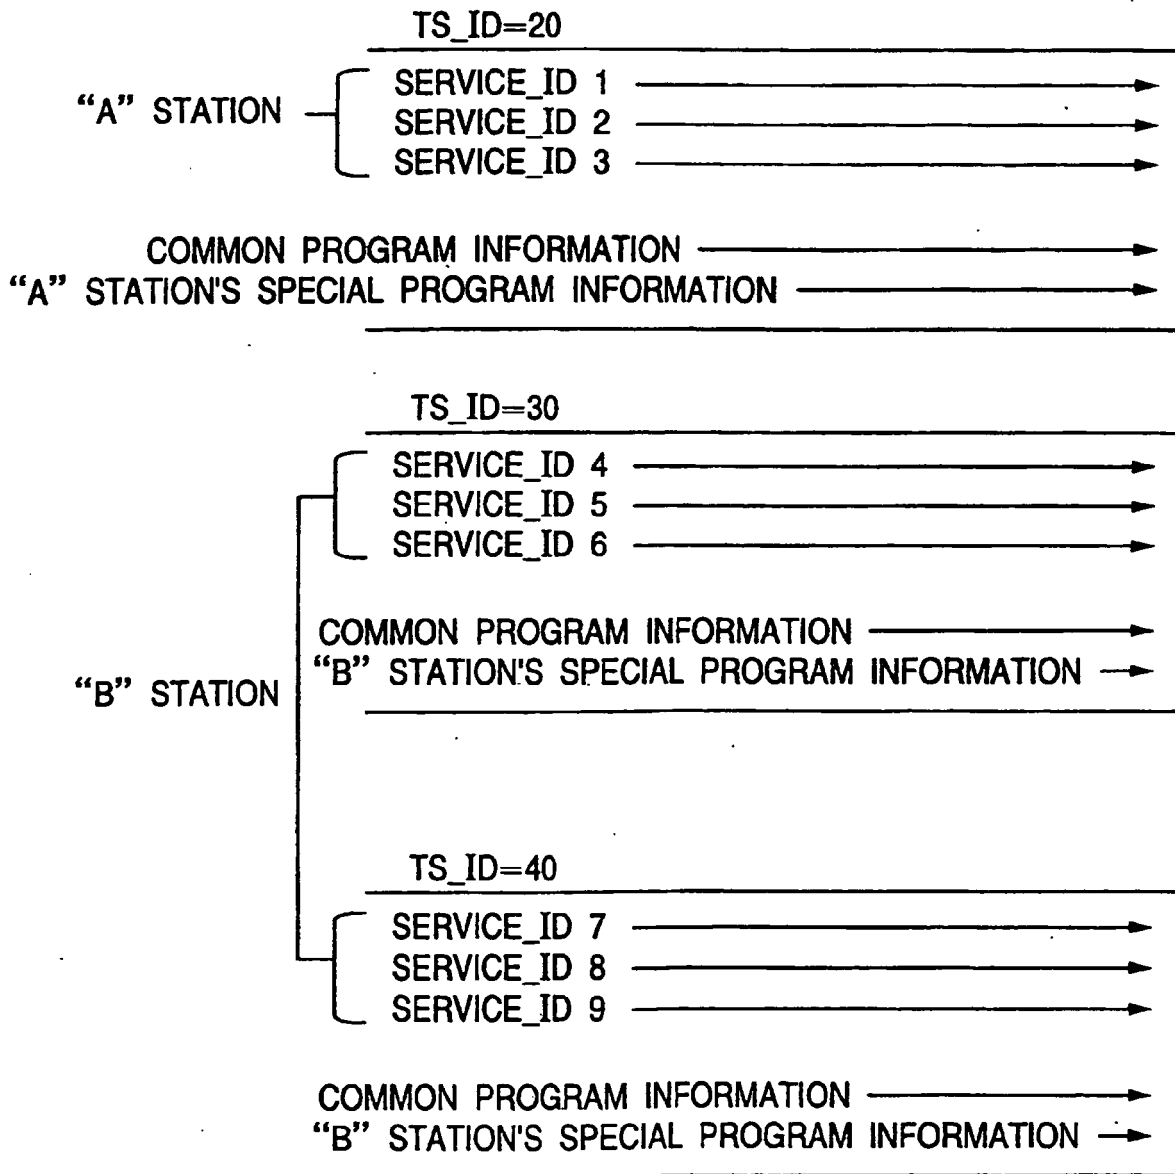 TS_ID=20
SERVICE_ID 1
“A” STATION
SERVICE_ID 2
SERVICE_ID 3
COMMON PROGRAM INFORMATION
“A” STATION'S SPECIAL PROGRAM INFORMATION
TS_ID=30
SERVICE_ID 4
SERVICE_ID 5
SERVICE_ID 6
COMMON PROGRAM INFORMATION
“B” STATION'S SPECIAL PROGRAM INFORMATION
“B” STATION
TS_ID=40
SERVICE_ID 7
SERVICE_ID 8
SERVICE_ID 9
COMMON PROGRAM INFORMATION
“B” STATION'S SPECIAL PROGRAM INFORMATION